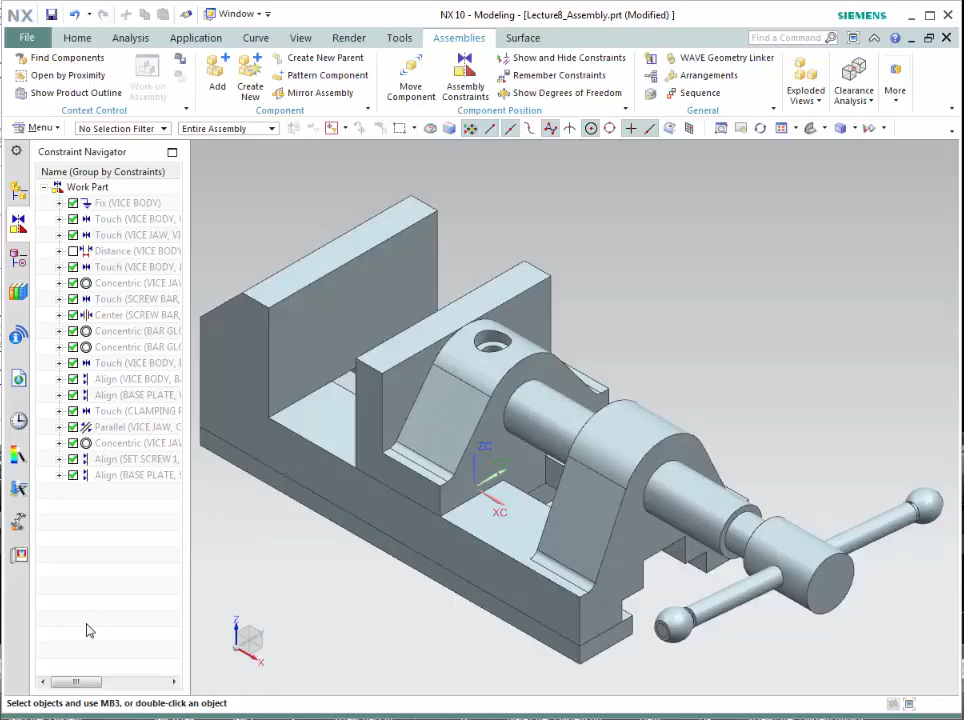 NX
Window
NX 10 - Modeling - [Lecture8_Assembly.prt (Modified) ]
SIEMENS
File
Home
Analysis
Application
Curve
View
Render
Tools
Assemblies
Surface
Find a Command
Find Components
Open by Proximity
Show Product Outline
Work on Assembly
Context Control
Add
Create New
Create New Parent
Pattern Component
Mirror Assembly
Component
Move Component
Assembly Constraints
Show and Hide Constraints
Remember Constraints
Show Degrees of Freedom
Component Position
WAVE Geometry Linker
Arrangements
Sequence
General
Exploded Views
Clearance Analysis
More
Menu
No Selection Filter
Entire Assembly
Constraint Navigator
Name (Group by Constraints)
Work Part
Fix (VICE BODY)
Touch (VICE BODY, V
Touch (VICE JAW, VI
Distance (VICE BODY
Touch (VICE BODY, J
Concentric (VICE JA
Touch (SCREW BAR,
Center (SCREW BAR,
Concentric (BAR GL
Concentric (BAR GL
Touch (VICE BODY,
Align (VICE BODY, B
Align (BASE PLATE, V
Touch (CLAMPING P
Parallel (VICE JAW, C
Concentric (VICE JA
Align (SET SCREW 1,
Align (BASE PLATE, S
ZC
XC
Z
X
Select objects and use MB3, or double-click an object